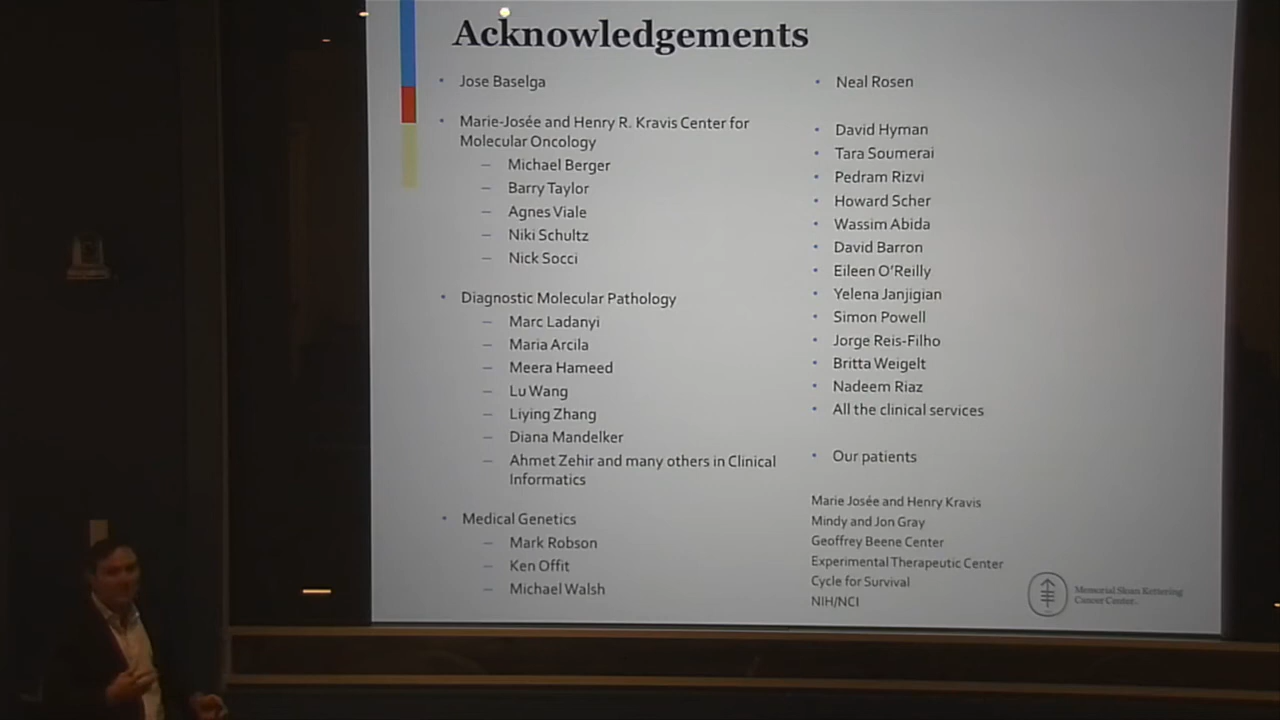 Acknowledgements
• Jose Baselga
• Marie-Josée and Henry R. Kravis Center for
Molecular Oncology
– Michael Berger
– Barry Taylor
– Agnes Viale
– Niki Schultz
– Nick Socci
• Diagnostic Molecular Pathology
– Marc Ladanyi
– Maria Arcila
– Meera Hameed
– Lu Wang
– Liying Zhang
– Diana Mandelker
– Ahmet Zehir and many others in Clinical
Informatics
• Medical Genetics
– Mark Robson
– Ken Offit
– Michael Walsh
• Neal Rosen
• David Hyman
• Tara Soumerai
• Pedram Rizvi
• Howard Scher
• Wassim Abida
• David Barron
• Eileen O'Reilly
• Yelena Janjigian
• Simon Powell
• Jorge Reis-Filho
• Britta Weigelt
• Nadeem Riaz
• All the clinical services
• Our patients
Marie Josée and Henry Kravis
Mindy and Jon Gray
Geoffrey Beene Center
Experimental Therapeutic Center
Cycle for Survival
NIH/NCI
Memorial Sloan Kettering
Cancer Center